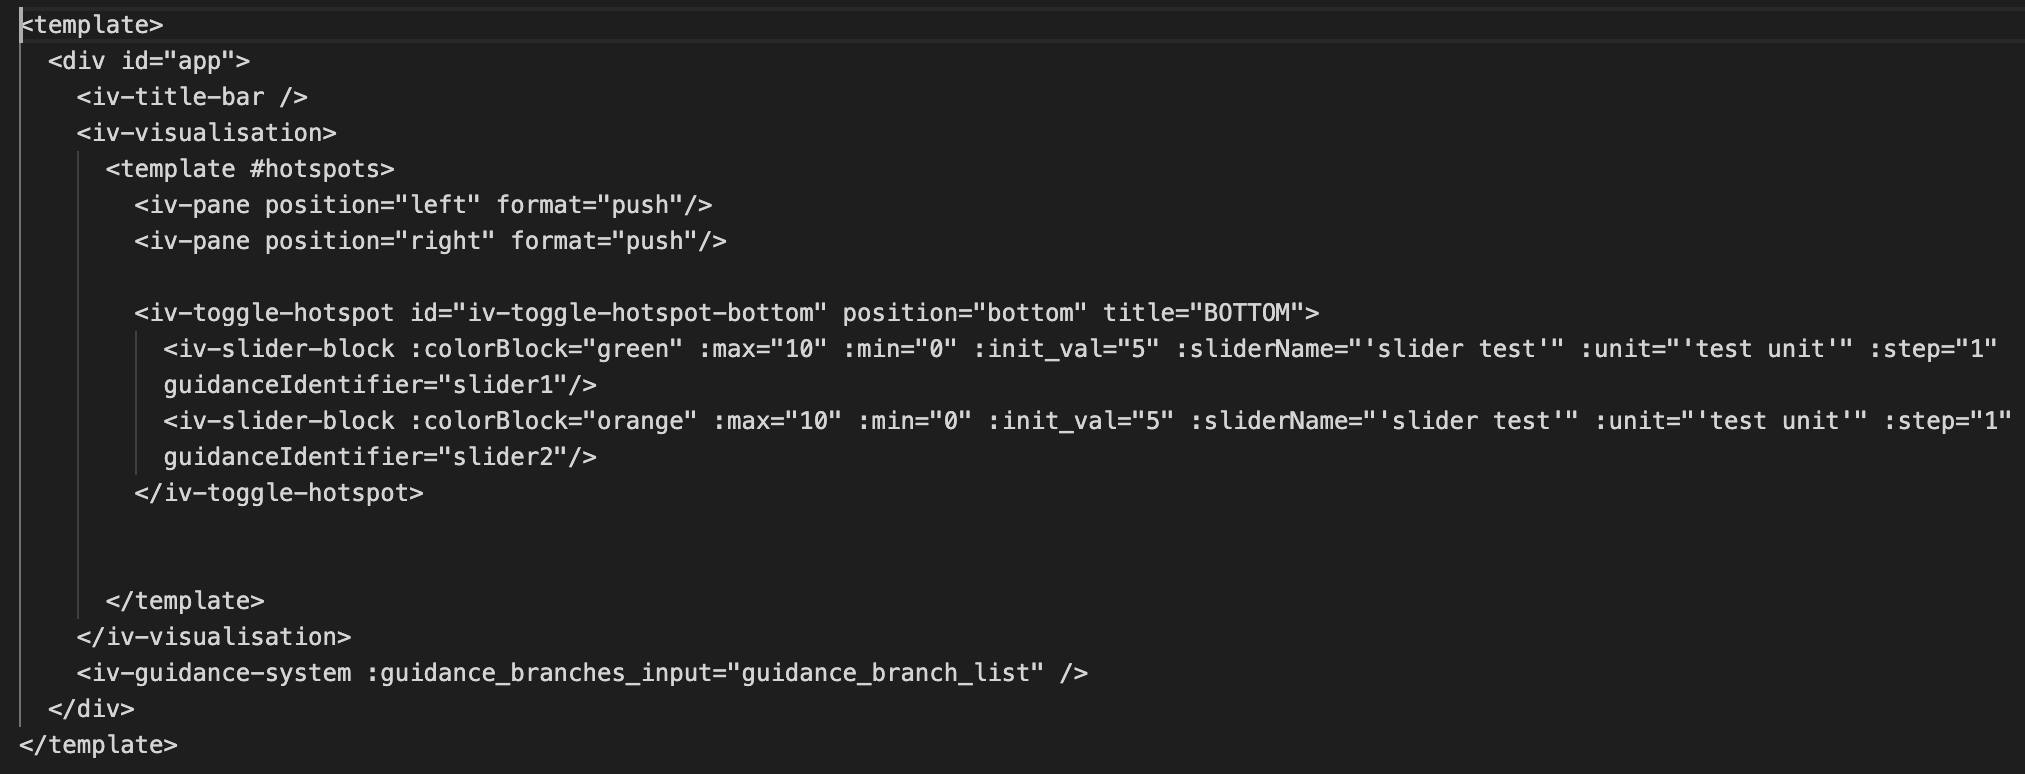 <template>
  <div id="app">
    <iv-title-bar />
    <iv-visualisation>
      <template #hotspots>
        <iv-pane position="left" format="push"/>
        <iv-pane position="right" format="push"/>

        <iv-toggle-hotspot id="iv-toggle-hotspot-bottom" position="bottom" title="BOTTOM">
          <iv-slider-block :colorBlock="green" :max="10" :min="0" :init_val="5" :sliderName="'slider test'" :unit="'test unit'" :step="1"
          guidanceIdentifier="slider1"/>
          <iv-slider-block :colorBlock="orange" :max="10" :min="0" :init_val="5" :sliderName="'slider test'" :unit="'test unit'" :step="1"
          guidanceIdentifier="slider2"/>
        </iv-toggle-hotspot>


      </template>
    </iv-visualisation>
    <iv-guidance-system :guidance_branches_input="guidance_branch_list" />
  </div>
</template>